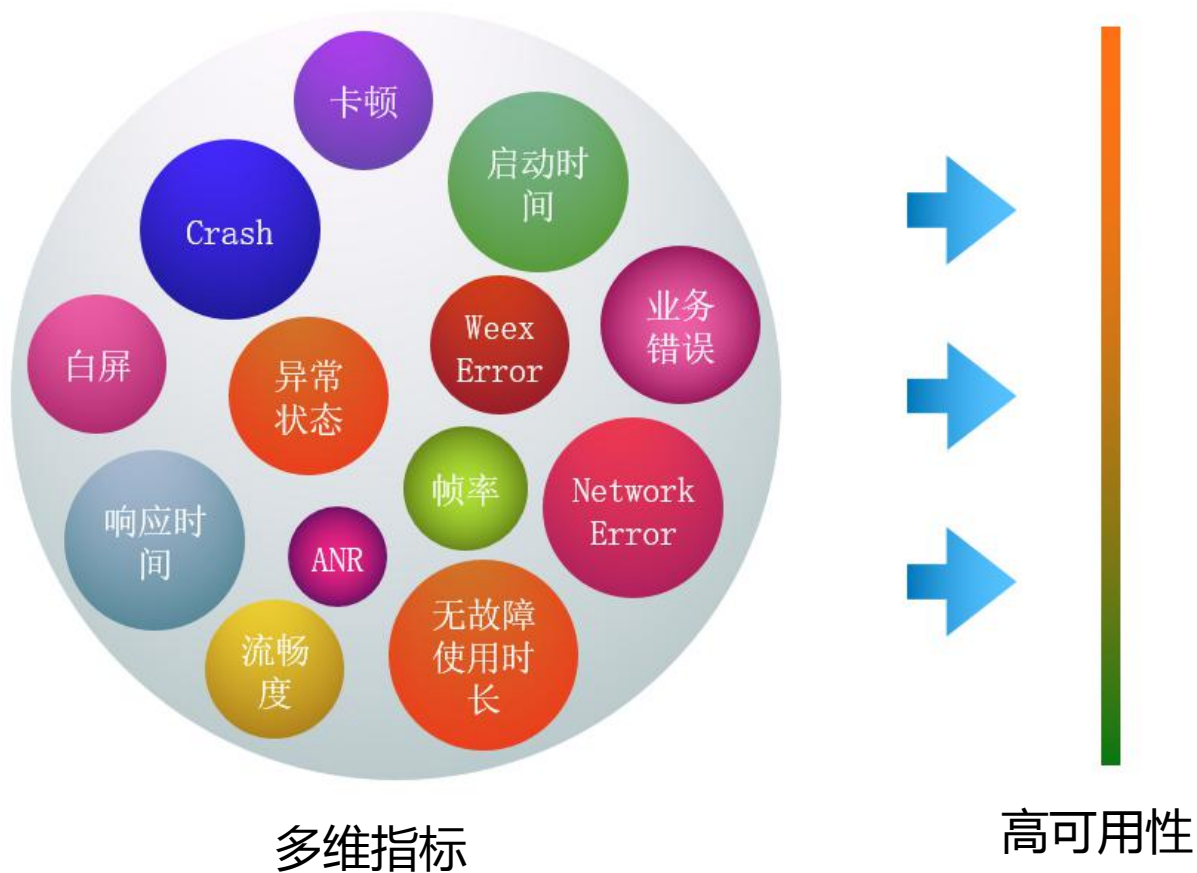 卡顿
启动时
间
Crash
业务
错误
Weex
Error
白屏
异常
状态
帧率
Network
Error
响应时
间
ANR
无故障
使用时
长
流畅
度
多维指标
高可用性